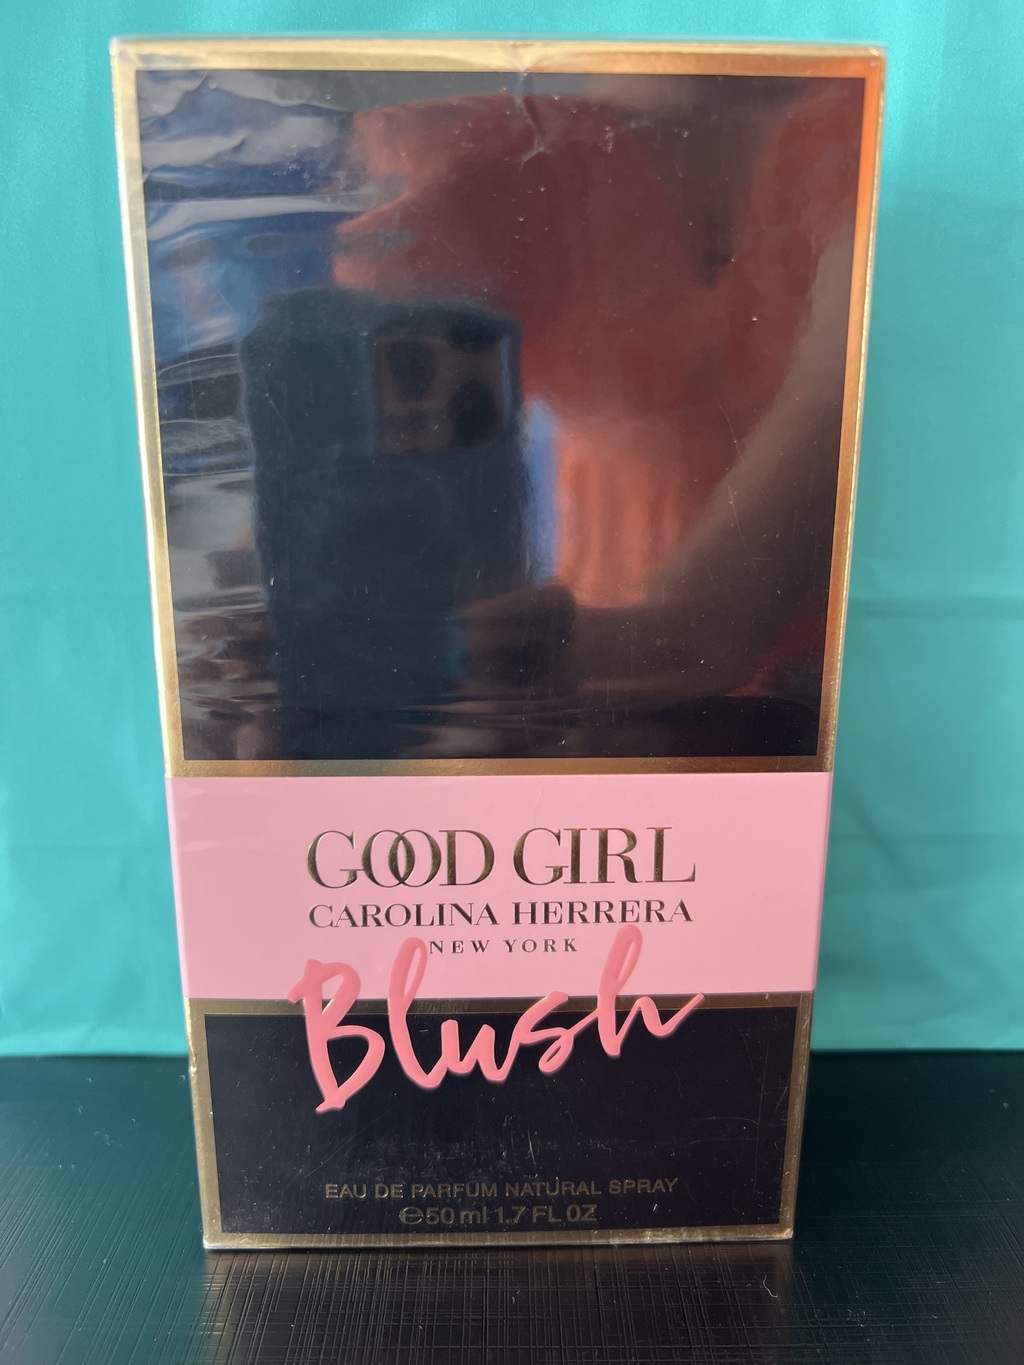 GOOD GIRL
CAROLINA HERRERA
NEW YORK
Blush
EAU DE PARFUM NATURAL SPRAY
℮50 ml 1.7 FL OZ